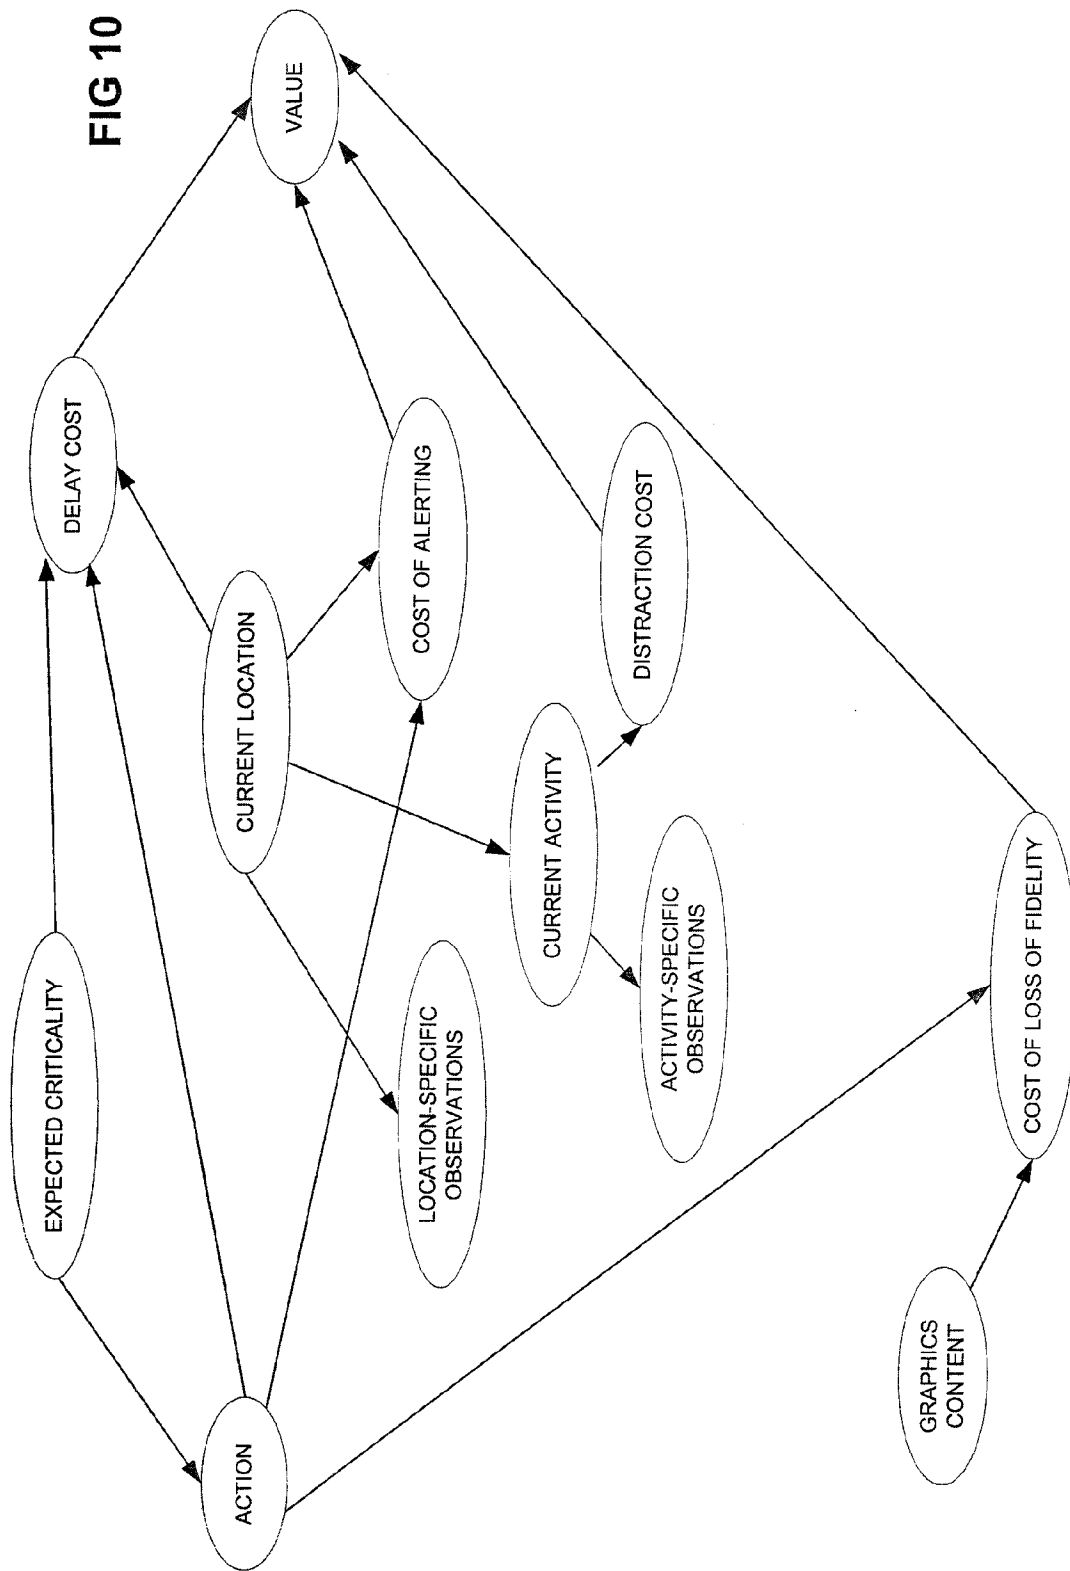 FIG 10
EXPECTED CRITICALITY
DELAY COST
ACTION
CURRENT LOCATION
VALUE
LOCATION-SPECIFIC
OBSERVATIONS
COST OF ALERTING
CURRENT ACTIVITY
ACTIVITY-SPECIFIC
OBSERVATIONS
DISTRACTION COST
GRAPHICS
CONTENT
COST OF LOSS OF FIDELITY